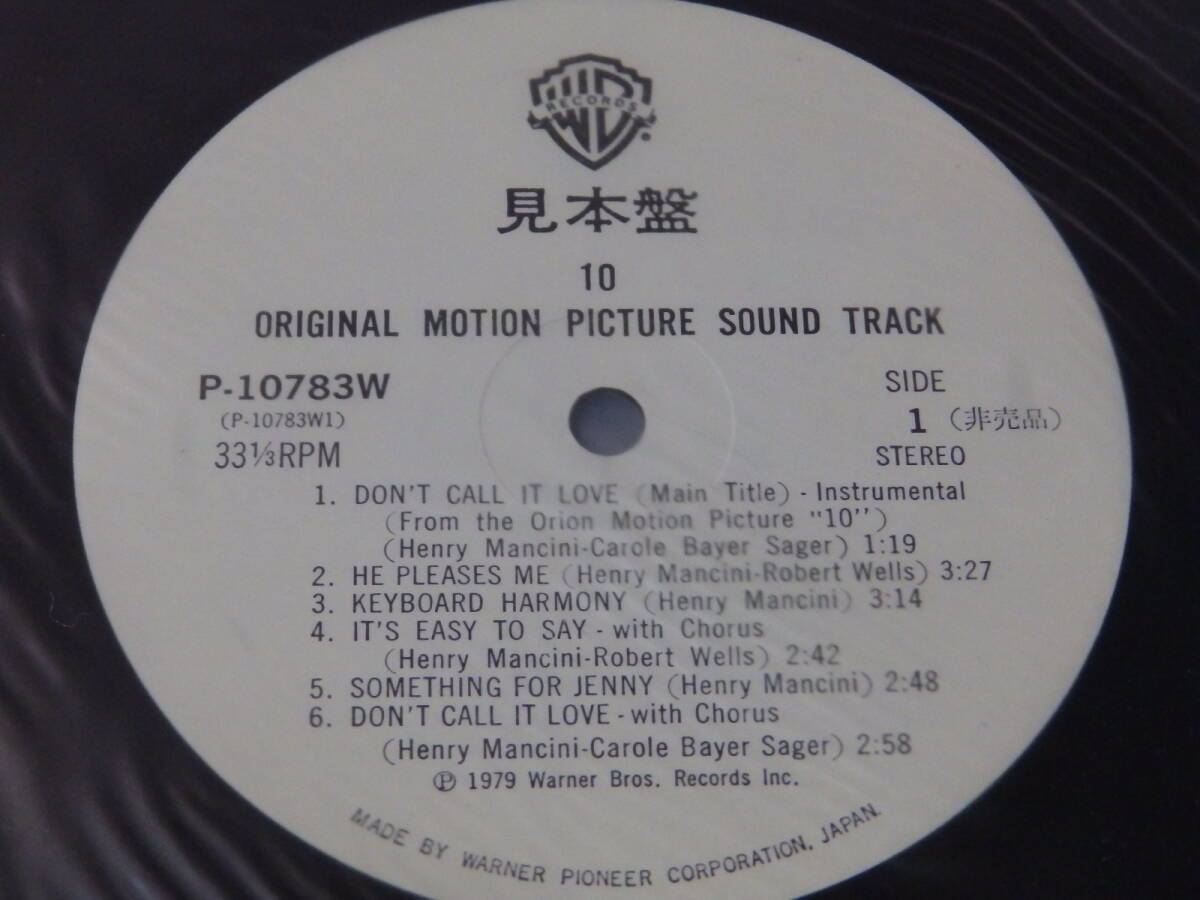 WB
RECORDS
見本盤
10
ORIGINAL MOTION PICTURE SOUND TRACK
P-10783W
(P-10783W1)
33⅓RPM
SIDE
1 (非売品)
STEREO
1. DON'T CALL IT LOVE (Main Title) - Instrumental
(From the Orion Motion Picture "10")
(Henry Mancini-Carole Bayer Sager) 1:19
2. HE PLEASES ME (Henry Mancini-Robert Wells) 3:27
3. KEYBOARD HARMONY (Henry Mancini) 3:14
4. IT'S EASY TO SAY - with Chorus
(Henry Mancini-Robert Wells) 2:42
5. SOMETHING FOR JENNY (Henry Mancini) 2:48
6. DON'T CALL IT LOVE - with Chorus
(Henry Mancini-Carole Bayer Sager) 2:58
℗ 1979 Warner Bros. Records Inc.
MADE BY WARNER PIONEER CORPORATION, JAPAN.